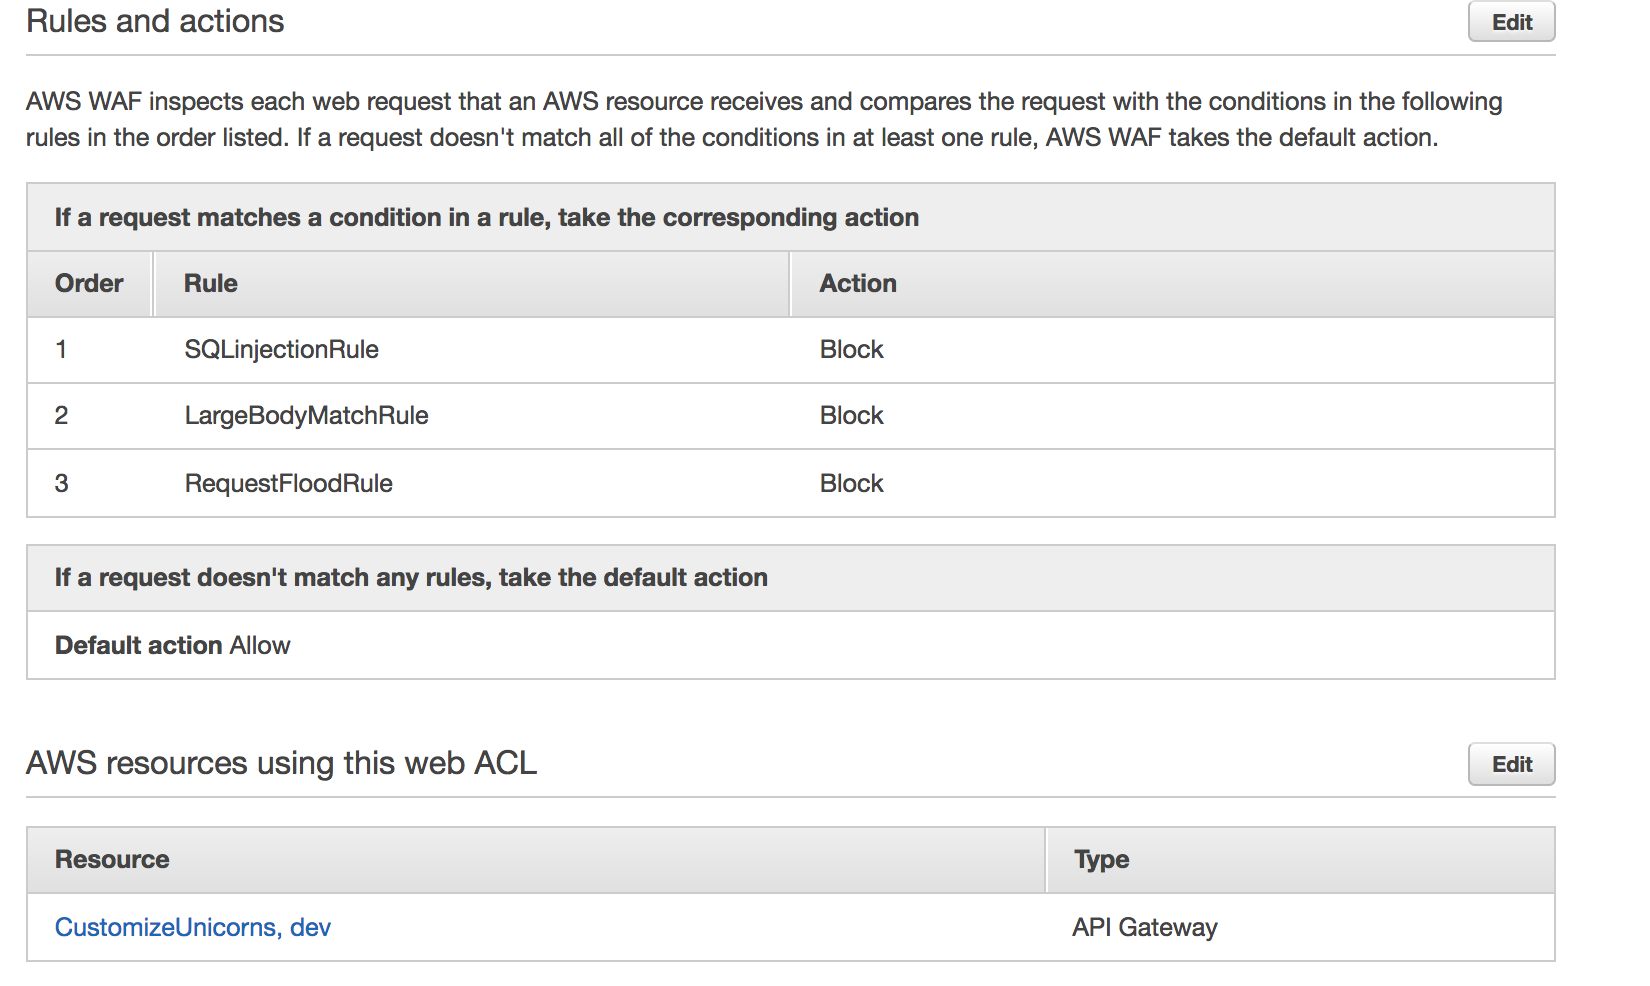 Rules and actions
Edit
AWS WAF inspects each web request that an AWS resource receives and compares the request with the conditions in the following
rules in the order listed. If a request doesn't match all of the conditions in at least one rule, AWS WAF takes the default action.
If a request matches a condition in a rule, take the corresponding action
Order Rule Action
1 SQLinjectionRule Block
2 LargeBodyMatchRule Block
3 RequestFloodRule Block
If a request doesn't match any rules, take the default action
Default action Allow
AWS resources using this web ACL
Edit
Resource Type
CustomizeUnicorns, dev API Gateway